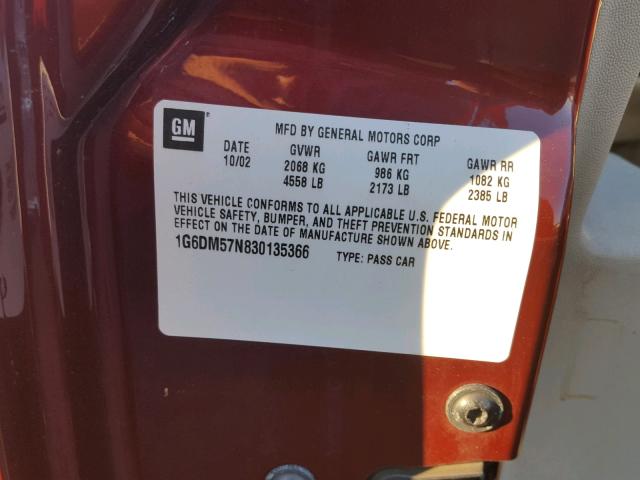 GM
MFD BY GENERAL MOTORS CORP
DATE GVWR GAWR FRT GAWR RR
10/02 2068 KG 986 KG 1082 KG
4558 LB 2173 LB 2385 LB
THIS VEHICLE CONFORMS TO ALL APPLICABLE U.S. FEDERAL MOTOR
VEHICLE SAFETY, BUMPER, AND THEFT PREVENTION STANDARDS IN
EFFECT ON THE DATE OF MANUFACTURE SHOWN ABOVE.
1G6DM57N830135366 TYPE: PASS CAR